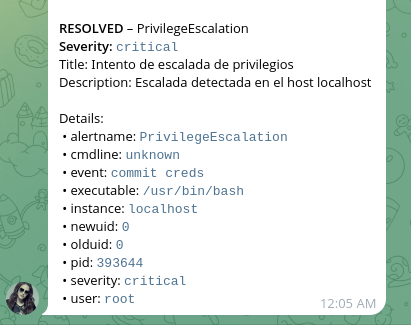 RESOLVED – PrivilegeEscalation
Severity: critical
Title: Intento de escalada de privilegios
Description: Escalada detectada en el host localhost
Details:
• alertname: PrivilegeEscalation
• cmdline: unknown
• event: commit creds
• executable: /usr/bin/bash
• instance: localhost
• newuid: 0
• olduid: 0
• pid: 393644
• severity: critical
• user: root
12:05 AM